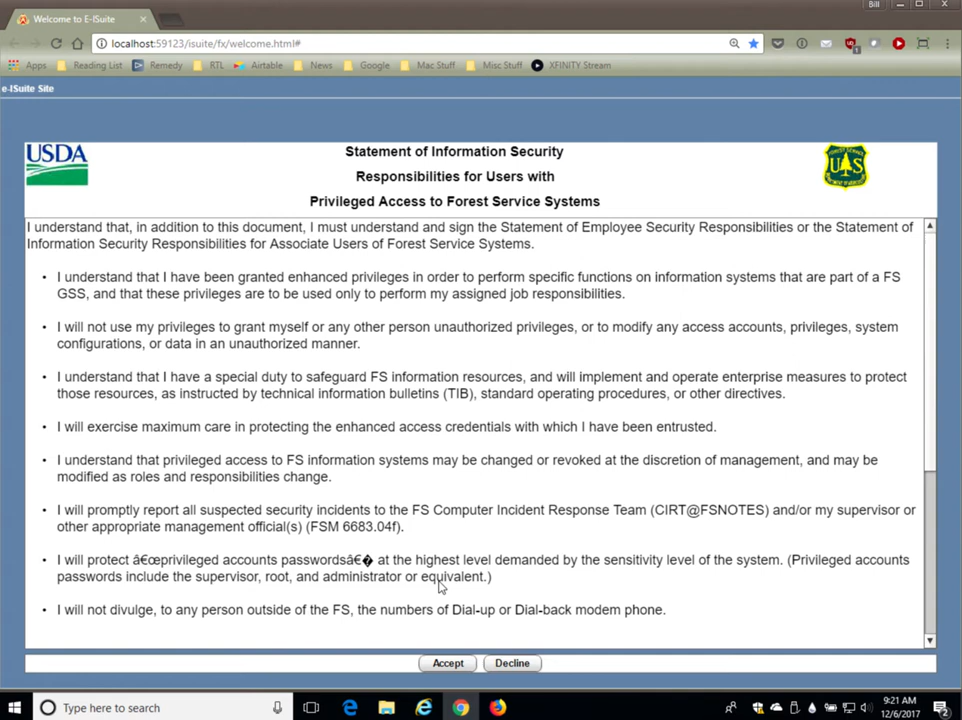 Bill
Welcome to E-ISuite
localhost:59123/isuite/fx/welcome.html#
Apps Reading List Remedy RTL Airtable News Google Mac Stuff Misc Stuff XFINITY Stream
e-ISuite Site
USDA
Statement of Information Security
Responsibilities for Users with
Privileged Access to Forest Service Systems
U S
I understand that, in addition to this document, I must understand and sign the Statement of Employee Security Responsibilities or the Statement of
Information Security Responsibilities for Associate Users of Forest Service Systems.
• I understand that I have been granted enhanced privileges in order to perform specific functions on information systems that are part of a FS
GSS, and that these privileges are to be used only to perform my assigned job responsibilities.
• I will not use my privileges to grant myself or any other person unauthorized privileges, or to modify any access accounts, privileges, system
configurations, or data in an unauthorized manner.
• I understand that I have a special duty to safeguard FS information resources, and will implement and operate enterprise measures to protect
those resources, as instructed by technical information bulletins (TIB), standard operating procedures, or other directives.
• I will exercise maximum care in protecting the enhanced access credentials with which I have been entrusted.
• I understand that privileged access to FS information systems may be changed or revoked at the discretion of management, and may be
modified as roles and responsibilities change.
• I will promptly report all suspected security incidents to the FS Computer Incident Response Team (CIRT@FSNOTES) and/or my supervisor or
other appropriate management official(s) (FSM 6683.04f).
• I will protect â€œprivileged accounts passwordsâ€� at the highest level demanded by the sensitivity level of the system. (Privileged accounts
passwords include the supervisor, root, and administrator or equivalent.)
• I will not divulge, to any person outside of the FS, the numbers of Dial-up or Dial-back modem phone.
Accept Decline
Type here to search
9:21 AM
12/6/2017
2